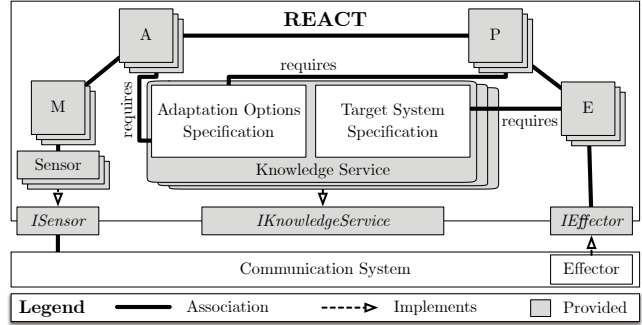 REACT
A
P
requires
M
requires
Adaptation Options
Specification
Target System
Specification
E
requires
Sensor
Knowledge Service
ISensor
IKnowledgeService
IEffector
Communication System
Effector
Legend
Association
Implements
Provided